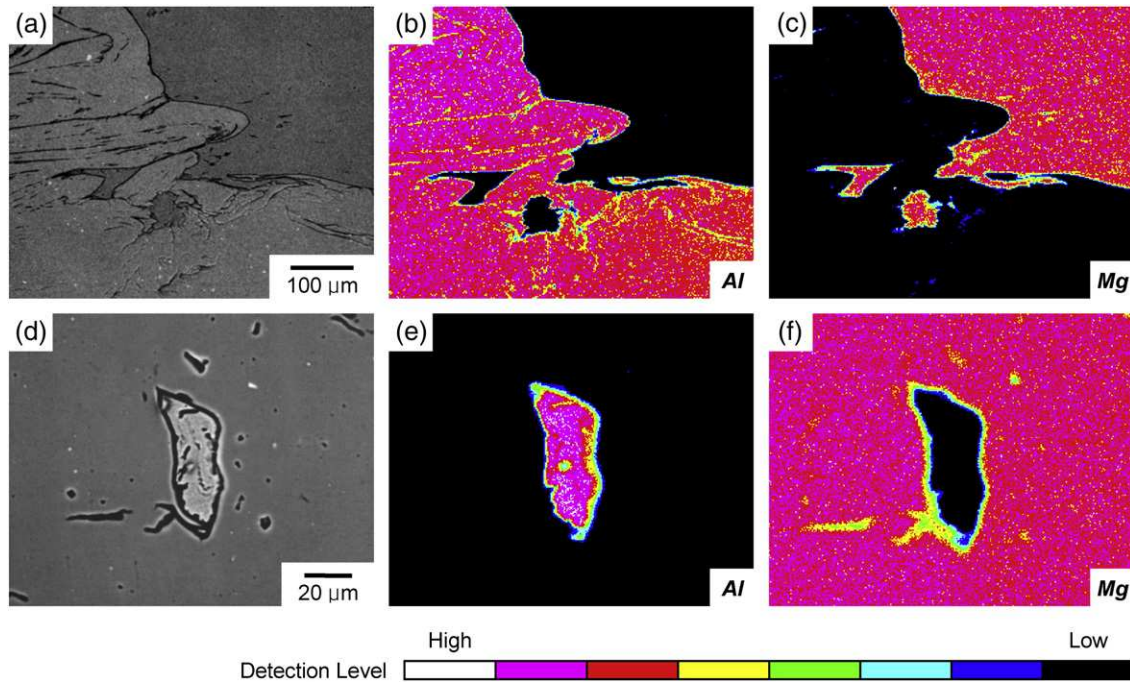 (a)
100 µm
(b)
Al
(c)
Mg
(d)
20 µm
(e)
Al
(f)
Mg
High Low
Detection Level